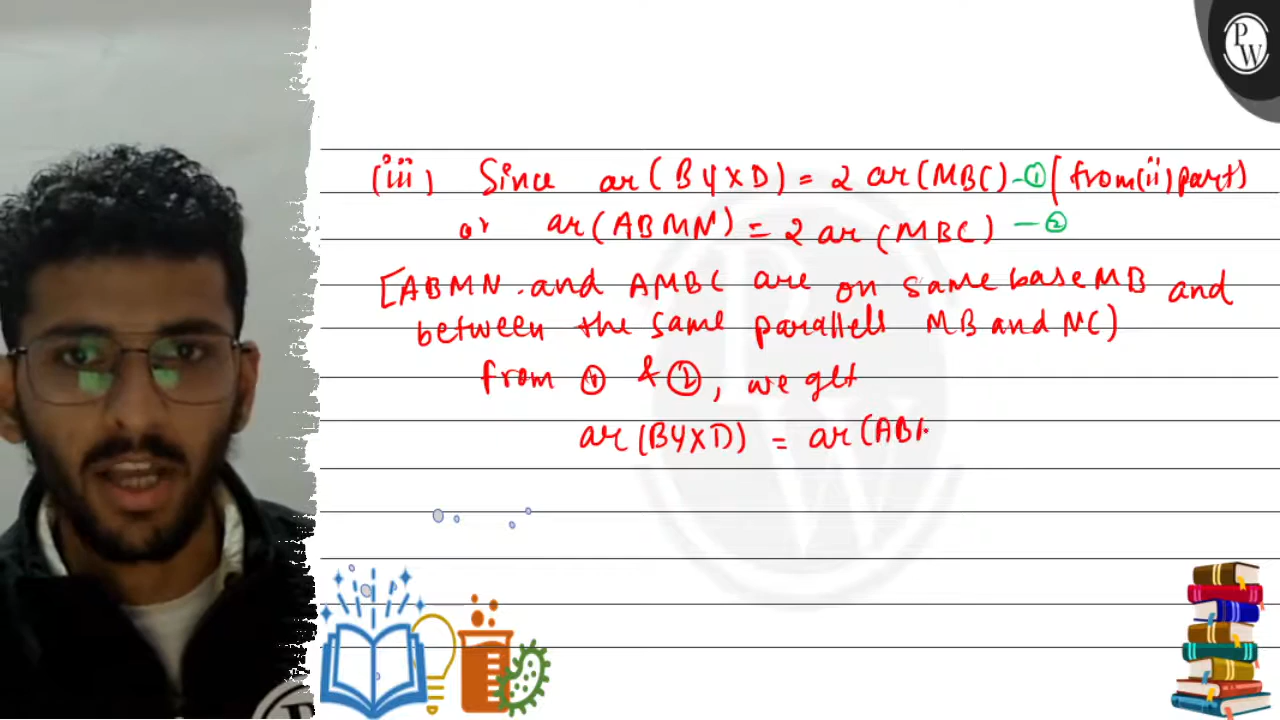 PW
(iii) Since ar(BYXD) = 2 ar(MBC) - ① (from(ii)part)
or ar(ABMN) = 2 ar(MBC) - ②
[ABMN. and AMBC are on same base MB and
between the same parallels MB and NC)
from ① & ②, we get
ar(BYXD) = ar(AB
PW